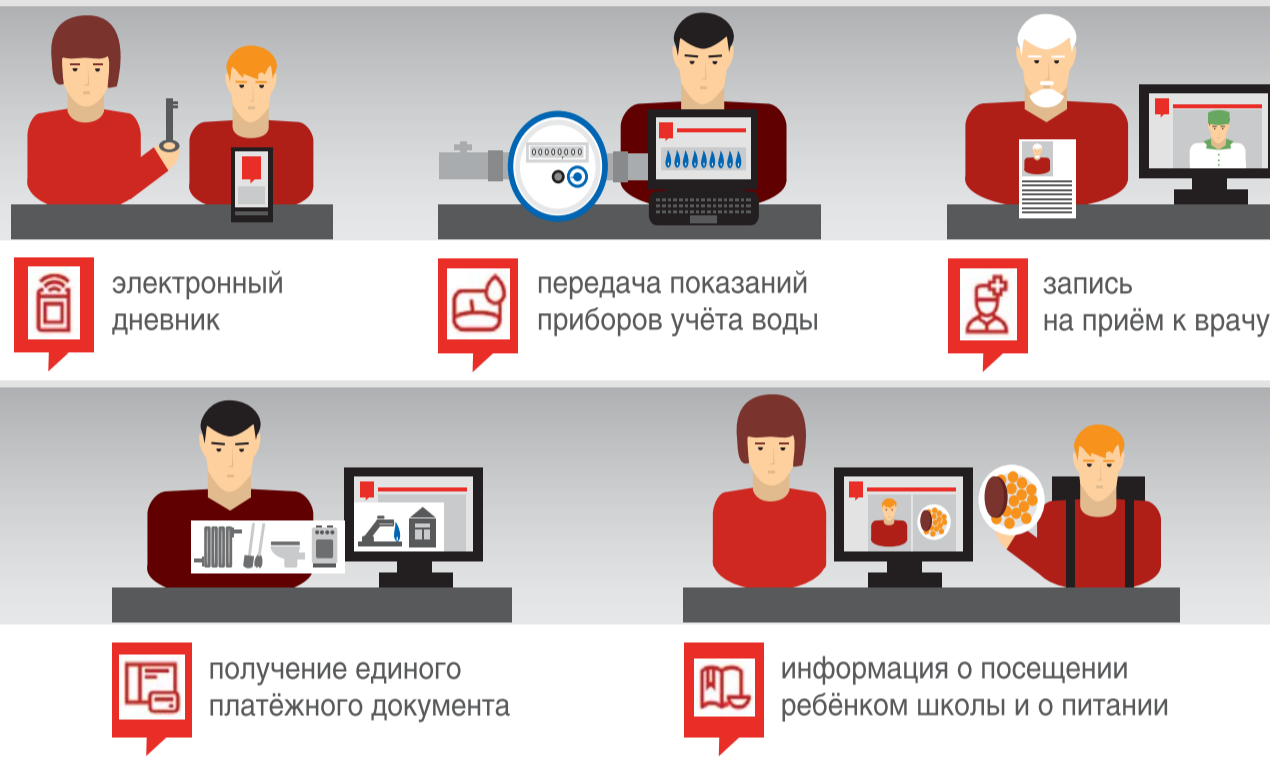 00000000
электронный
дневник
передача показаний
приборов учёта воды
запись
на приём к врачу
получение единого
платёжного документа
информация о посещении
ребёнком школы и о питании